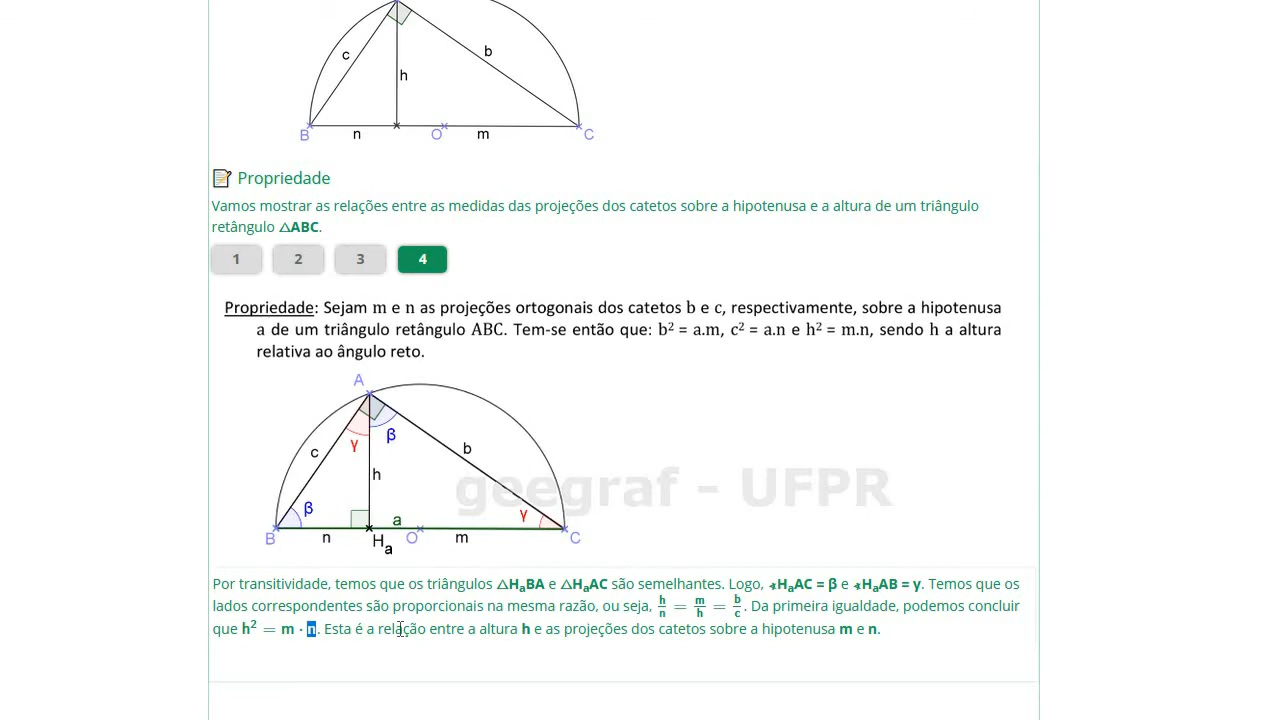 c
b
h
B
n
O
m
C
Propriedade
Vamos mostrar as relações entre as medidas das projeções dos catetos sobre a hipotenusa e a altura de um triângulo
retângulo △ABC.
1 2 3 4
Propriedade: Sejam m e n as projeções ortogonais dos catetos b e c, respectivamente, sobre a hipotenusa
a de um triângulo retângulo ABC. Tem-se então que: b² = a.m, c² = a.n e h² = m.n, sendo h a altura
relativa ao ângulo reto.
A
γ
β
c
b
h
geegraf - UFPR
β
a
γ
B
n
Hₐ
O
m
C
Por transitividade, temos que os triângulos △HₐBA e △HₐAC são semelhantes. Logo, ∢HₐAC = β e ∢HₐAB = γ. Temos que os
lados correspondentes são proporcionais na mesma razão, ou seja, h/n = m/h = b/c. Da primeira igualdade, podemos concluir
que h² = m · n. Esta é a relação entre a altura h e as projeções dos catetos sobre a hipotenusa m e n.